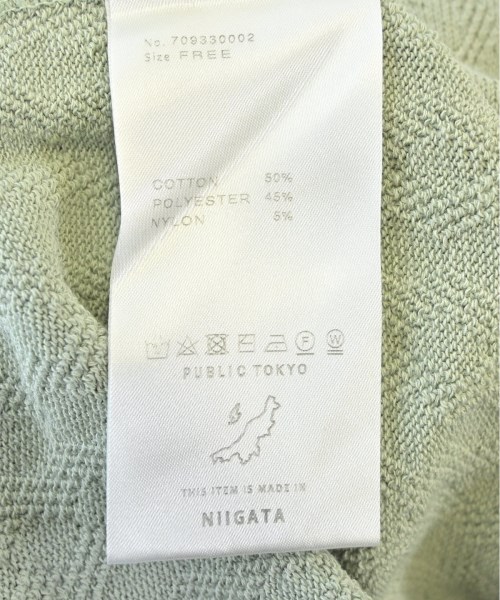 No. 709330002
Size FREE
COTTON 50%
POLYESTER 45%
NYLON 5%
F W
PUBLIC TOKYO
THIS ITEM IS MADE IN
NIIGATA